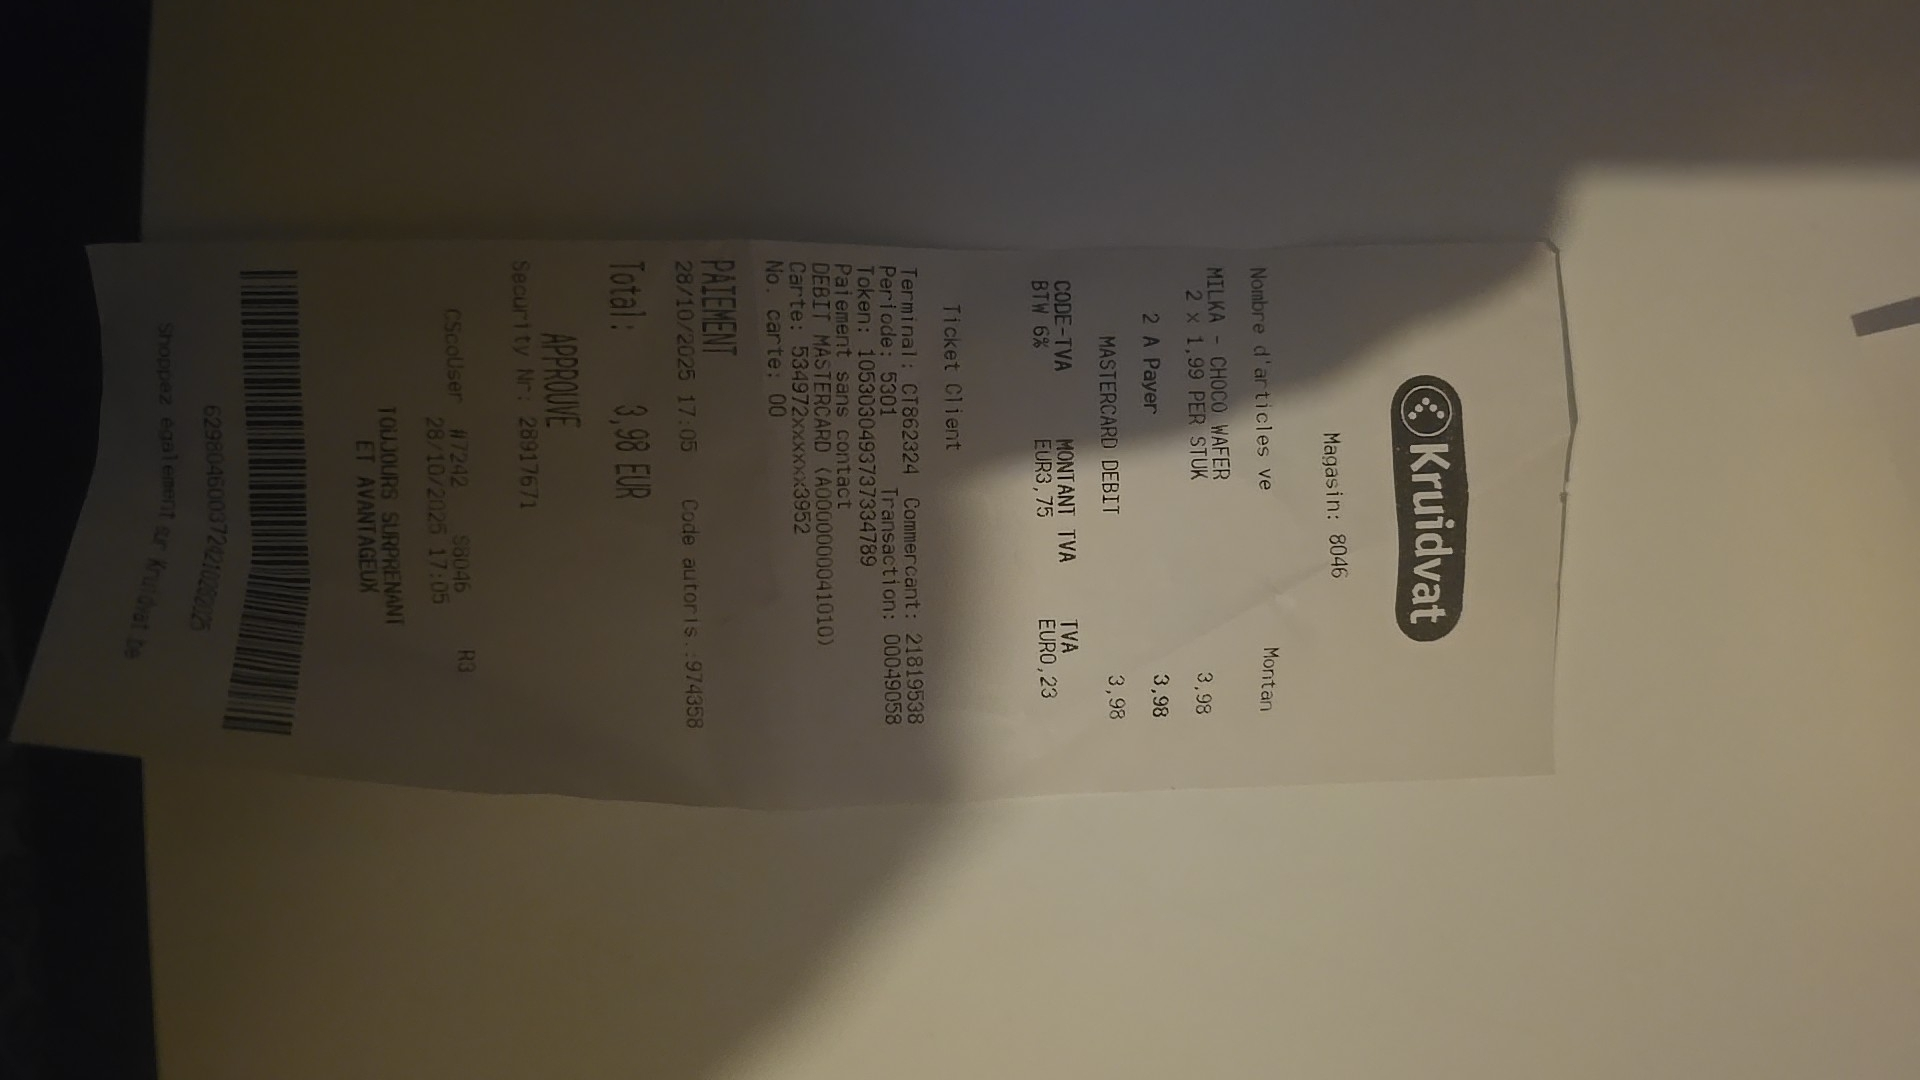 Kruidvat
Magasin: 8046
Nombre d'articles ve Montan
MILKA - CHOCO WAFER
2 x 1,99 PER STUK 3,98
2 A Payer 3,98
MASTERCARD DEBIT 3,98
CODE-TVA MONTANT TVA TVA
BTW 6% EUR3,75 EUR0,23
Ticket Client
Terminal: CT862324 Commercant: 21819538
Periode: 5301 Transaction: 00049058
Token: 1053030493737334789
Paiement sans contact
DEBIT MASTERCARD (A0000000041010)
Carte: 534972xxxxxx3952
No. carte: 00
PAIEMENT
28/10/2025 17:05 Code autoris.:974358
Total: 3,98 EUR
APPROUVE
Security Nr: 28917671
CScoUser #7242 S8046 R3
28/10/2025 17:05
TOUJOURS SURPRENANT
ET AVANTAGEUX
Shoppez également sur Kruidvat.be